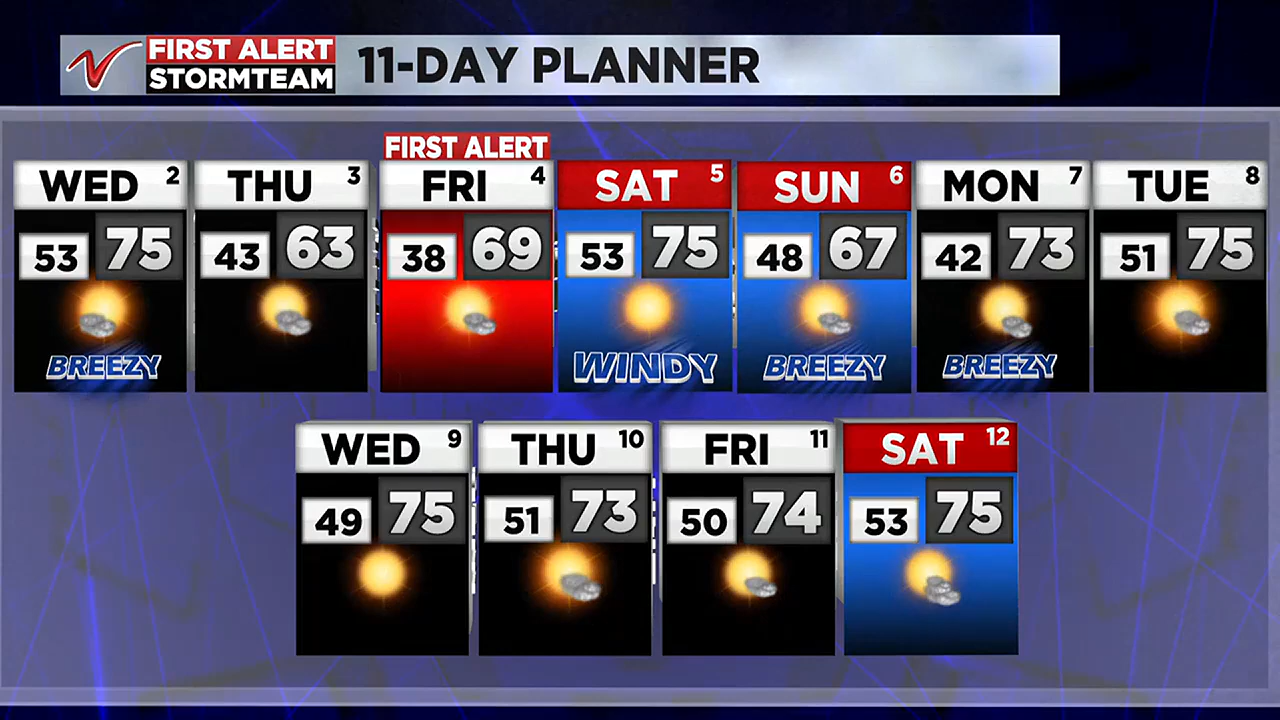 FIRST ALERT
STORMTEAM
11-DAY PLANNER
FIRST ALERT
WED 2
THU 3
FRI 4
SAT 5
SUN 6
MON 7
TUE 8
53 75
43 63
38 69
53 75
48 67
42 73
51 75
BREEZY
WINDY
BREEZY
BREEZY
WED 9
THU 10
FRI 11
SAT 12
49 75
51 73
50 74
53 75